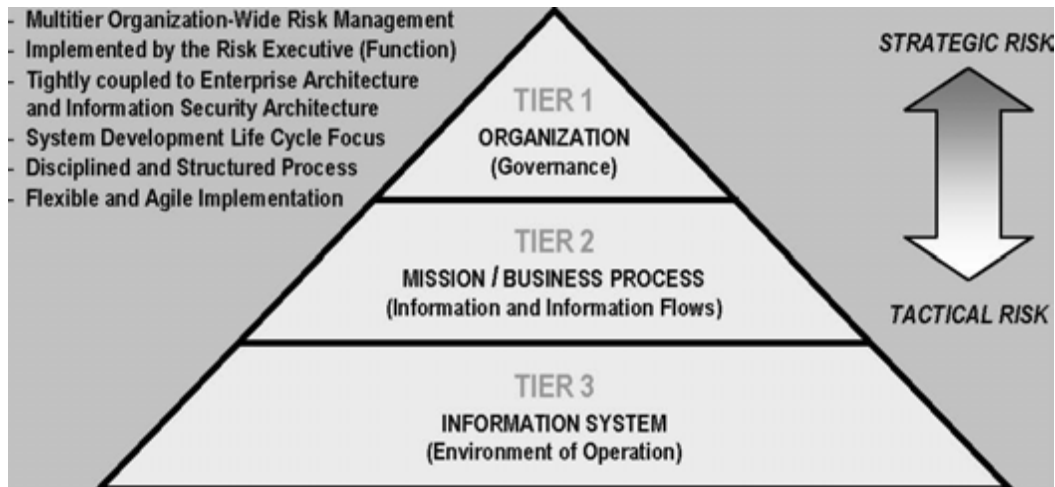 - Multitier Organization-Wide Risk Management
- Implemented by the Risk Executive (Function)
- Tightly coupled to Enterprise Architecture
and Information Security Architecture
- System Development Life Cycle Focus
- Disciplined and Structured Process
- Flexible and Agile Implementation
TIER 1
ORGANIZATION
(Governance)
TIER 2
MISSION / BUSINESS PROCESS
(Information and Information Flows)
TIER 3
INFORMATION SYSTEM
(Environment of Operation)
STRATEGIC RISK
TACTICAL RISK